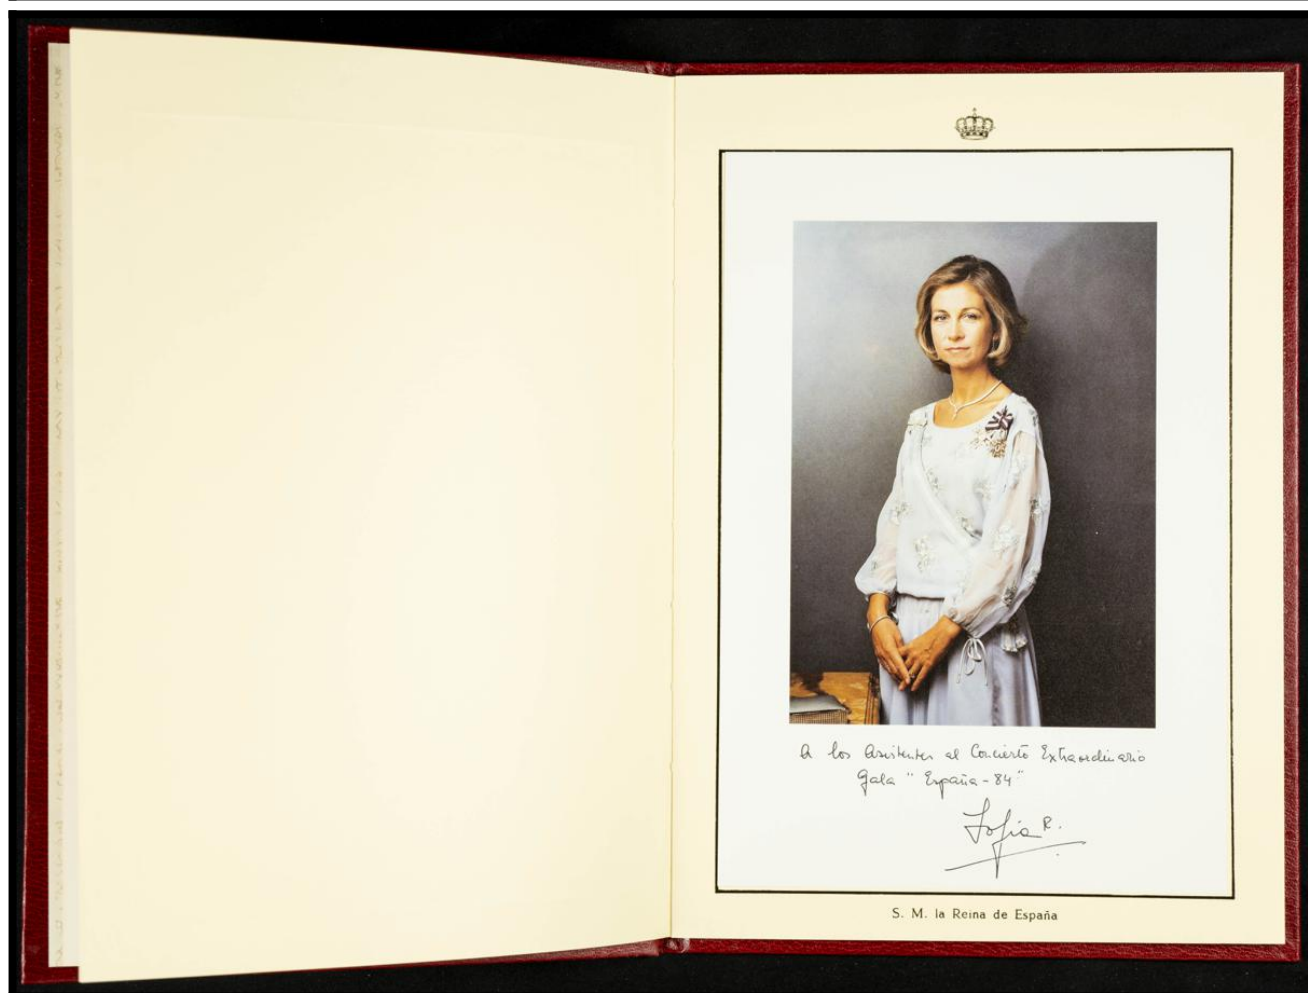 A los Asistentes al Concierto Extraordinario
Gala " España - 84 "
Sofía R.
S. M. la Reina de España